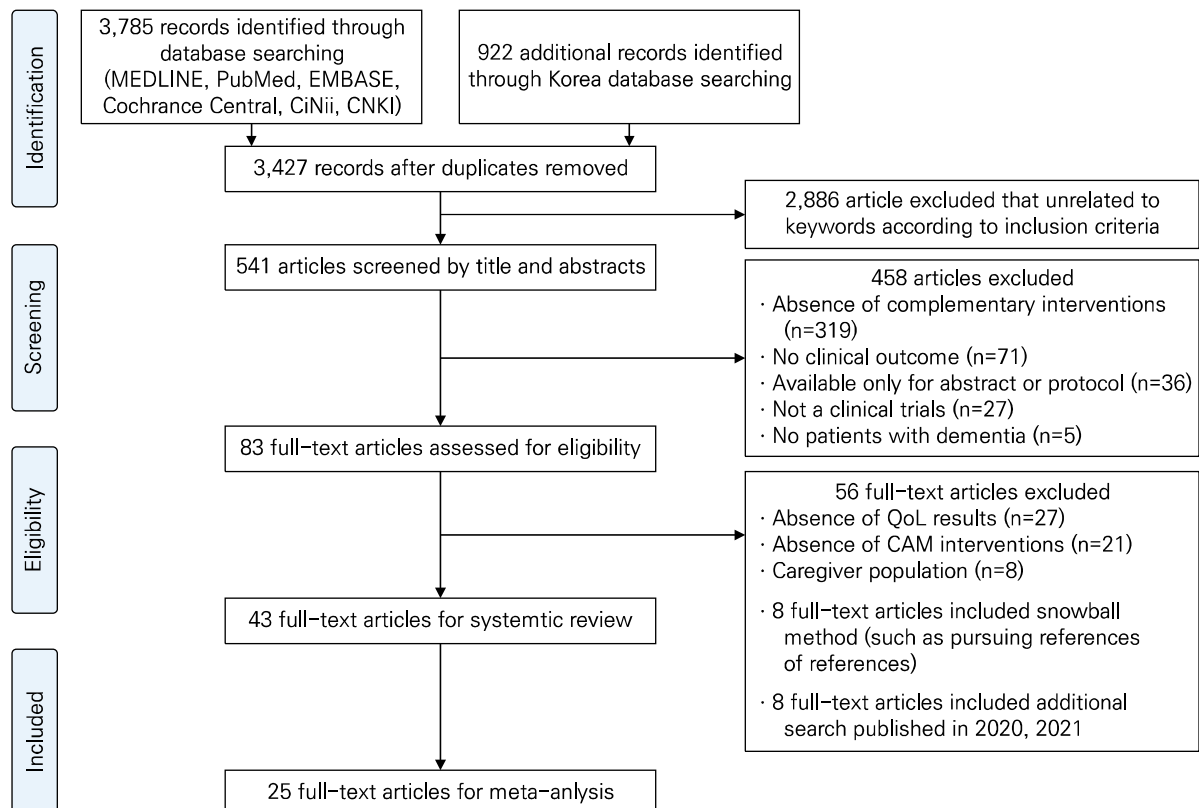 Identification
3,785 records identified through
database searching
(MEDLINE, PubMed, EMBASE,
Cochrance Central, CiNii, CNKI)
922 additional records identified
through Korea database searching
3,427 records after duplicates removed
2,886 article excluded that unrelated to
keywords according to inclusion criteria
Screening
541 articles screened by title and abstracts
458 articles excluded
· Absence of complementary interventions
(n=319)
· No clinical outcome (n=71)
· Available only for abstract or protocol (n=36)
· Not a clinical trials (n=27)
· No patients with dementia (n=5)
83 full-text articles assessed for eligibility
Eligibility
56 full-text articles excluded
· Absence of QoL results (n=27)
· Absence of CAM interventions (n=21)
· Caregiver population (n=8)
· 8 full-text articles included snowball
method (such as pursuing references
of references)
· 8 full-text articles included additional
search published in 2020, 2021
43 full-text articles for systemtic review
Included
25 full-text articles for meta-anlysis